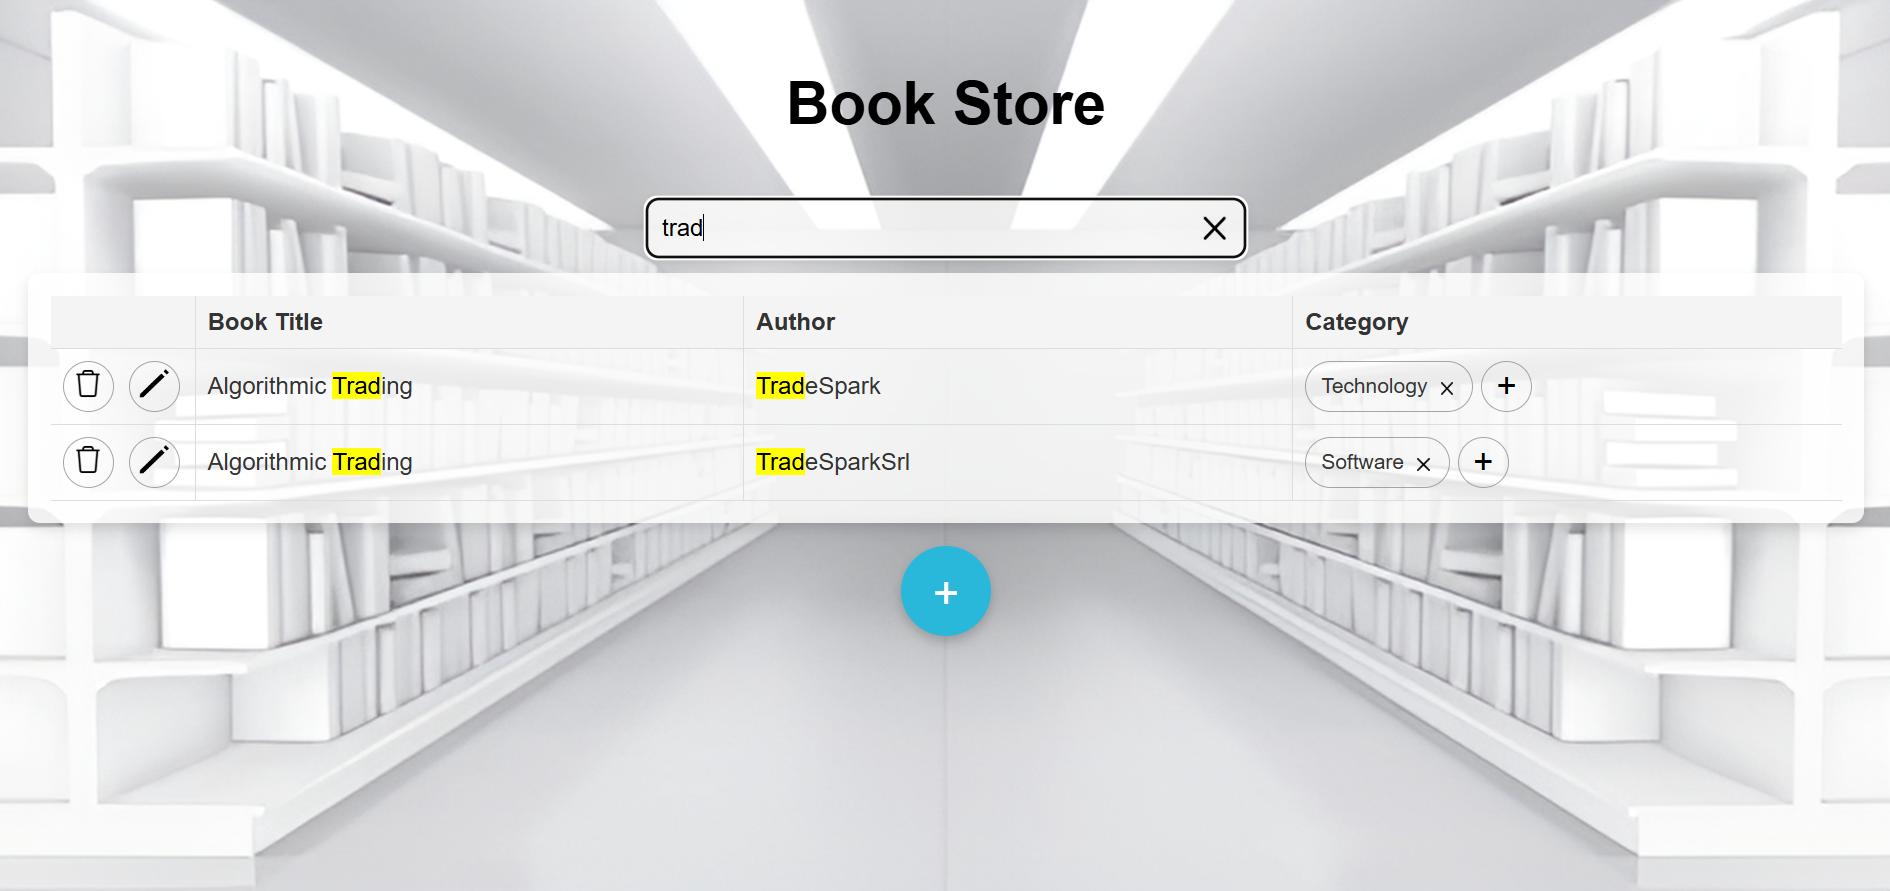 Book Store
trad
Book Title Author Category
Algorithmic Trading TradeSpark Technology
Algorithmic Trading TradeSparkSrl Software